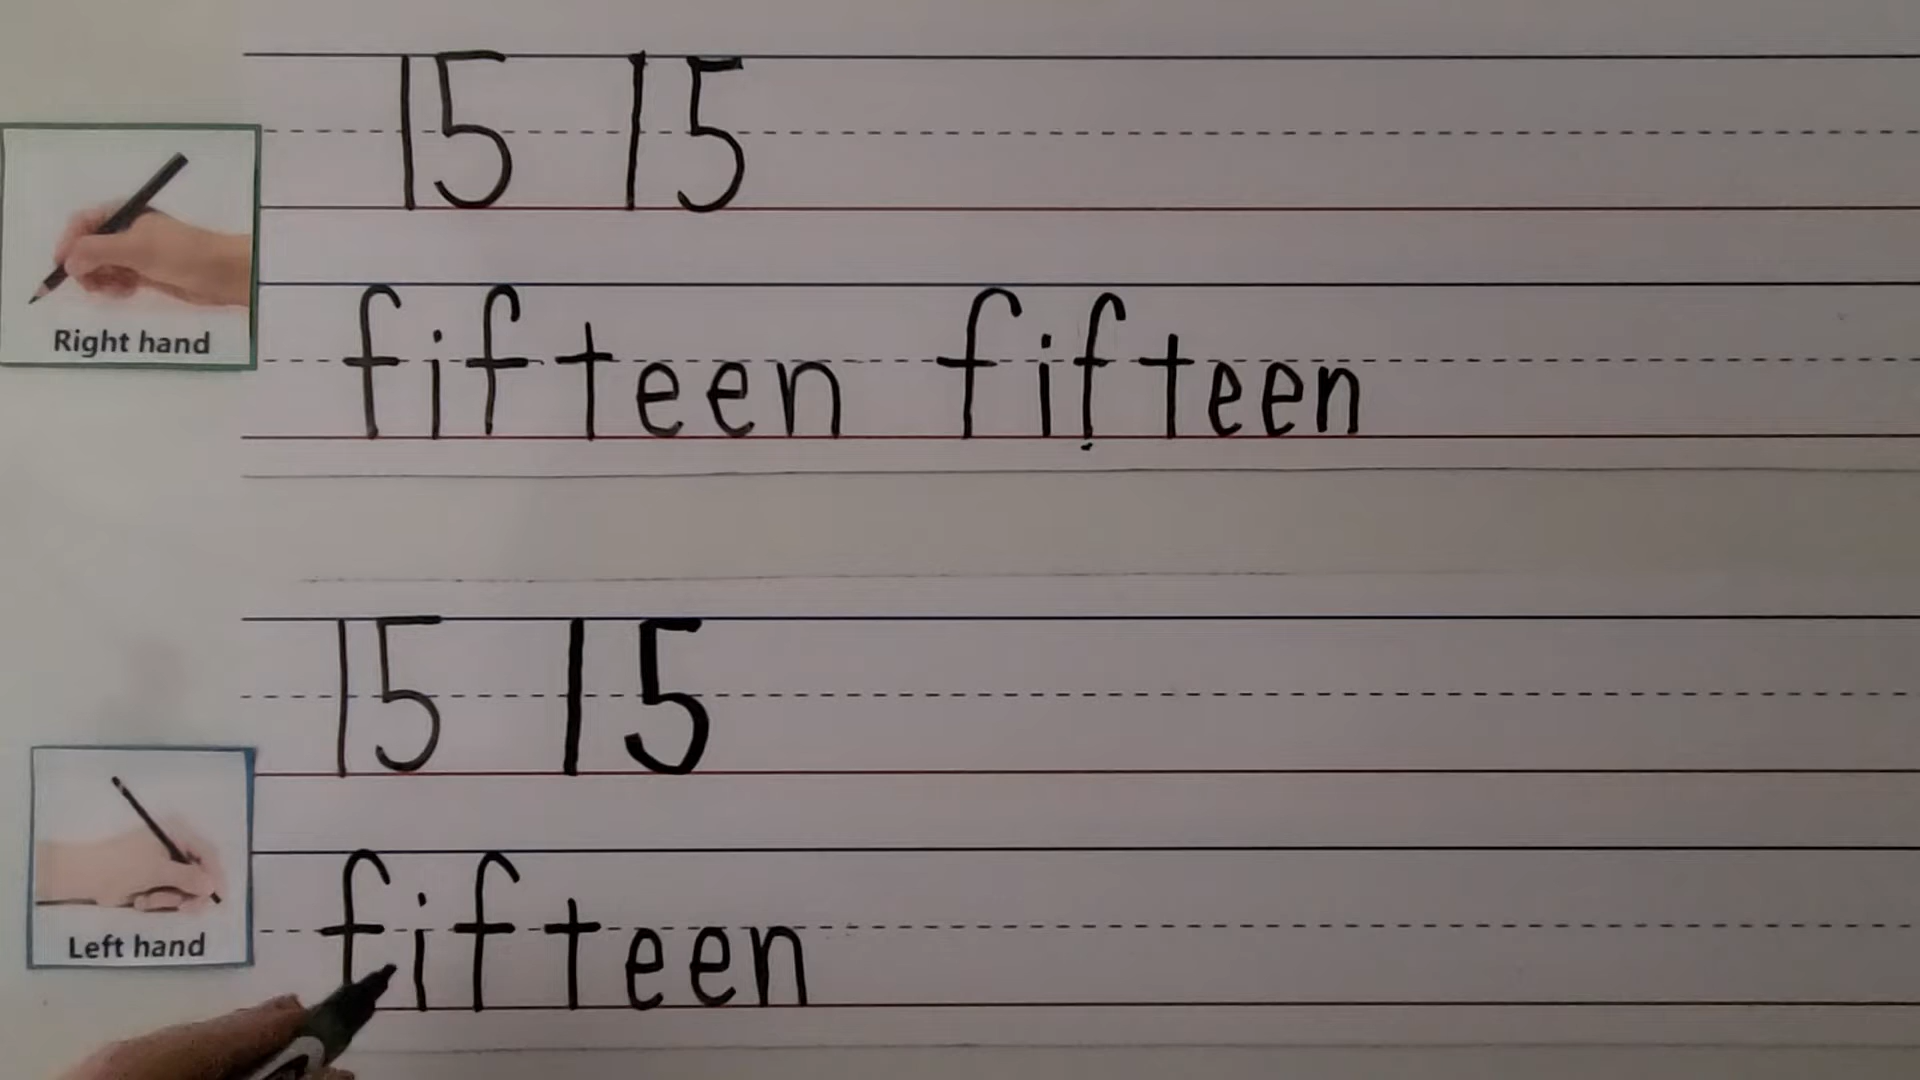 15 15
Right hand
fifteen fifteen
15 15
fifteen
Left hand